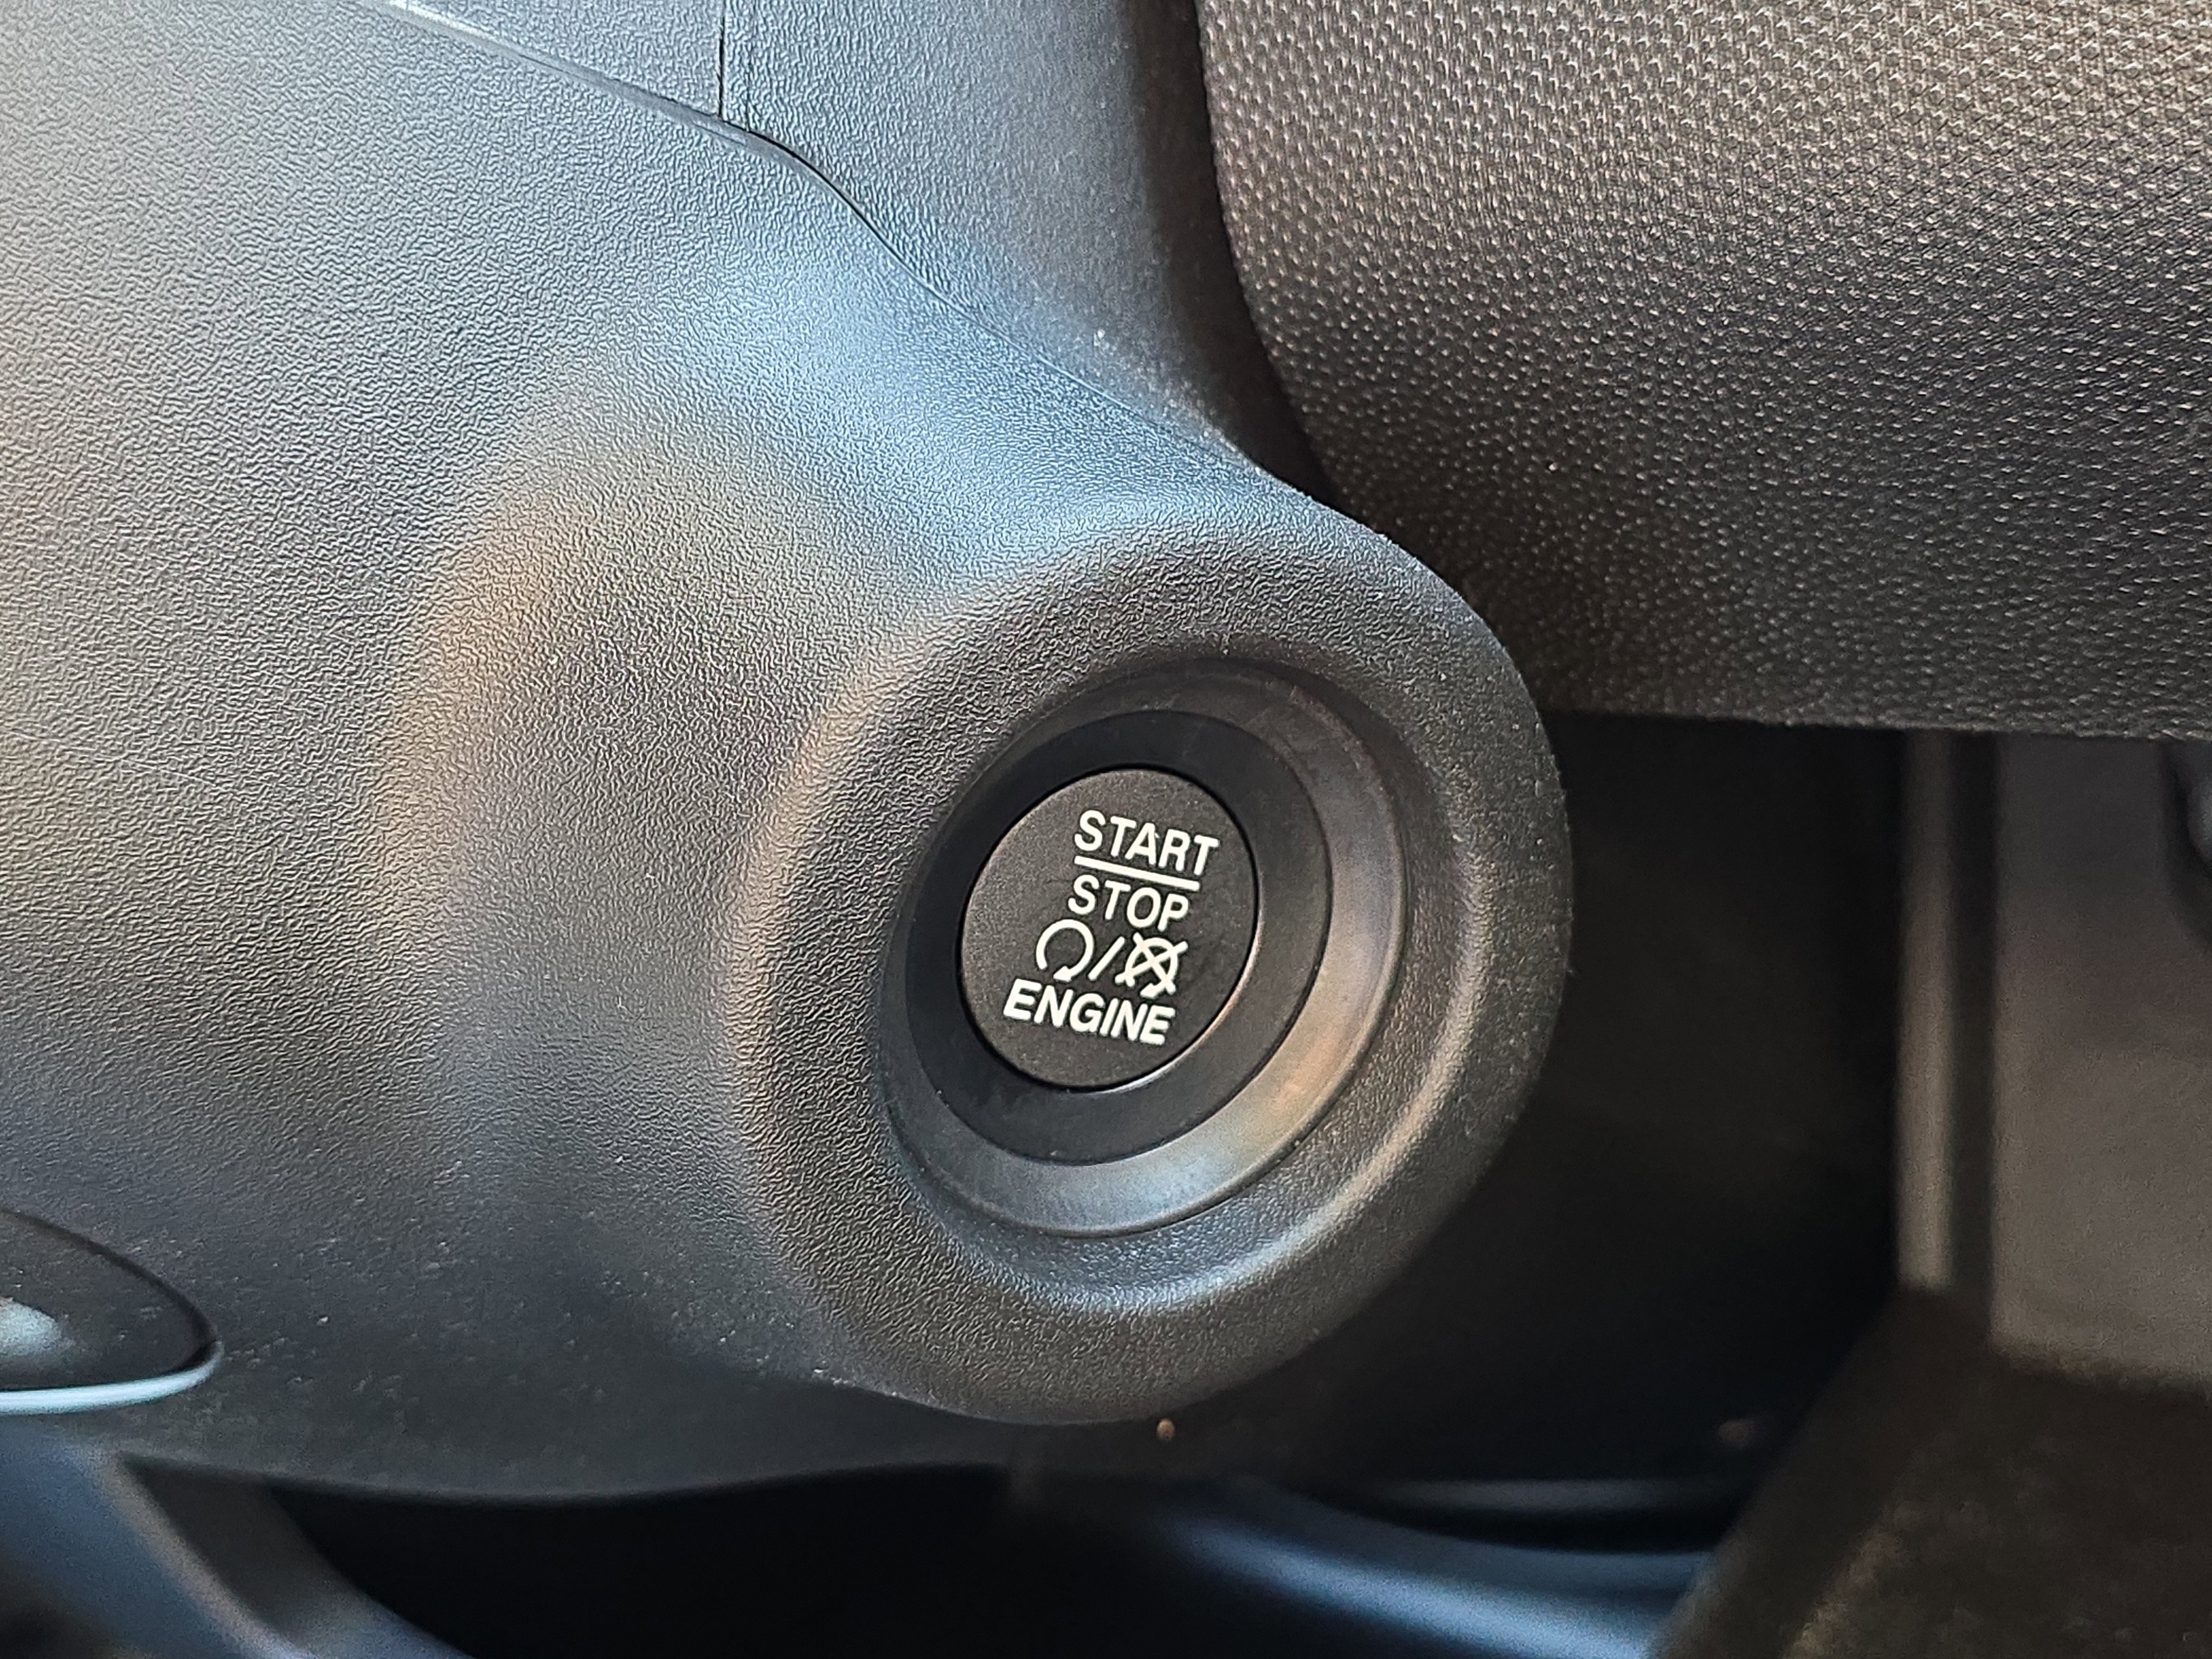 START
STOP
/
ENGINE